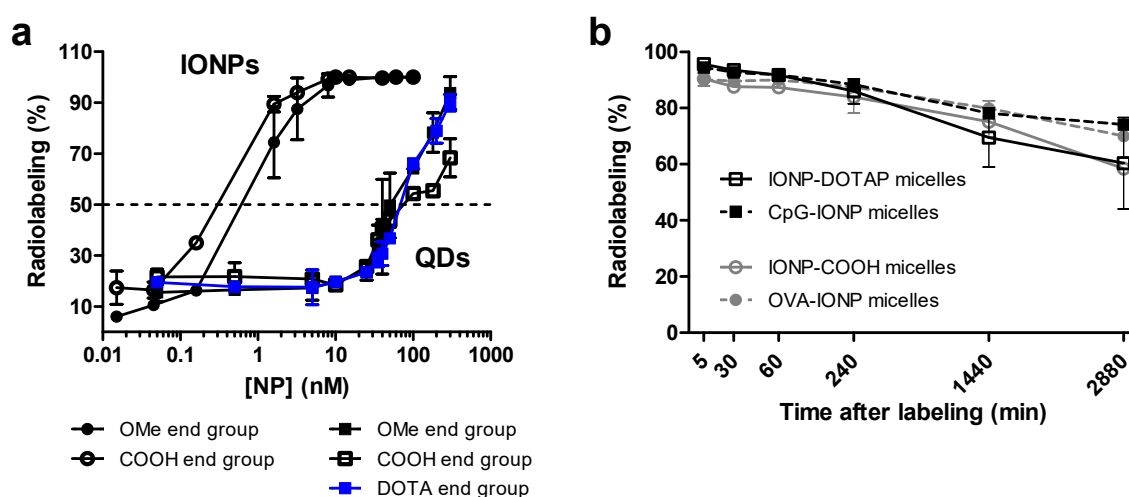 a
Radiolabeling (%)
110
90
70
50
30
10
IONPs
QDs
0.01
0.1
1
10
100
1000
[NP] (nM)
OMe end group
COOH end group
OMe end group
COOH end group
DOTA end group
b
Radiolabeling (%)
100
80
60
40
20
0
IONP-DOTAP micelles
CpG-IONP micelles
IONP-COOH micelles
OVA-IONP micelles
5
30
60
240
1440
2880
Time after labeling (min)